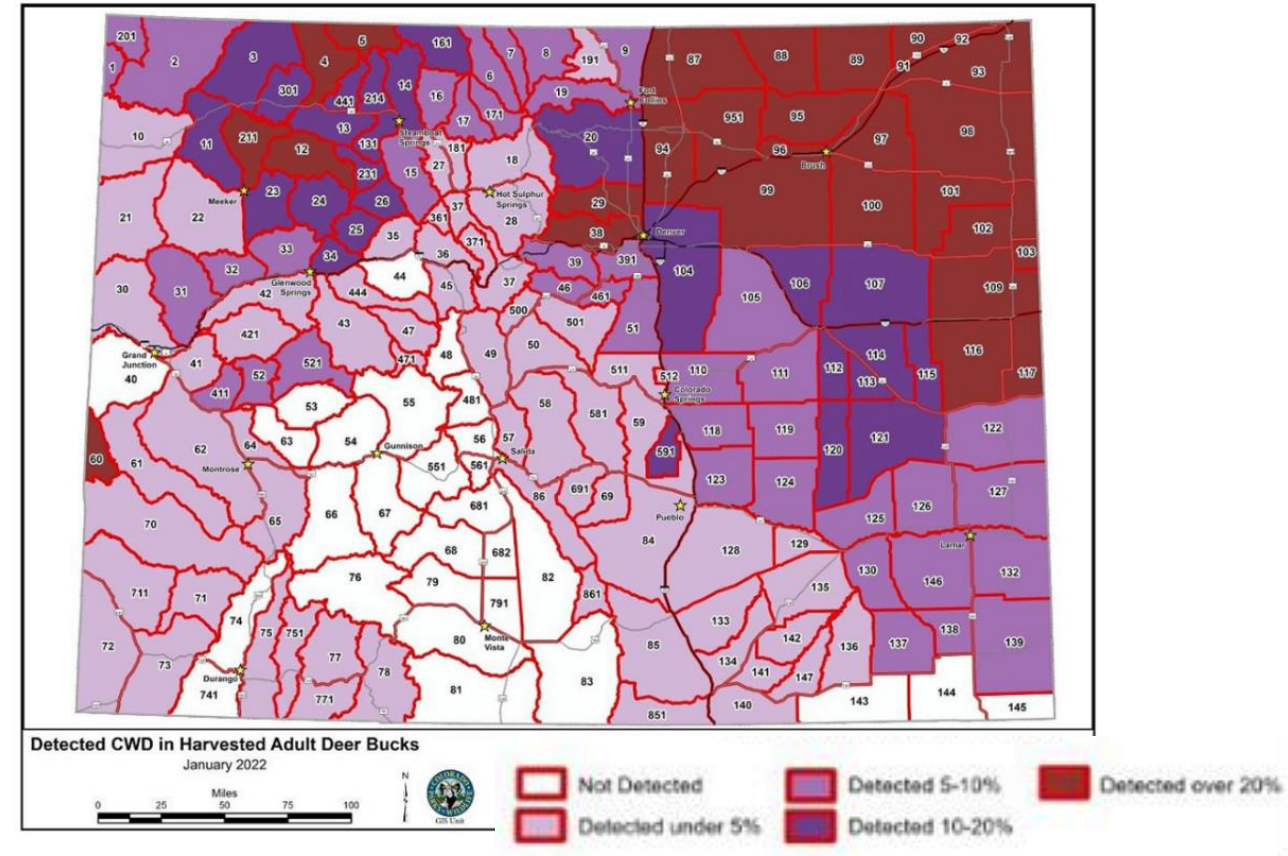 201 2 3 4 5 161 7 8 9 87 88 89 90 92
1 301 6 191 91 93
441 214 14 16 19 Fort Collins
10 11 211 13 Steamboat Springs 17 171 20 951 95 97 98
12 131 181 18 94 96 Brush
Meeker 23 24 231 26 15 27 Hot Sulphur Springs 29 99 100 101
21 22 25 35 361 37 28 38 Denver 102
33 34 36 371 39 391 104 103
30 31 32 Glenwood Springs 42 444 44 45 37 46 461 105 106 107 109
421 43 47 500 501 51
Grand Junction 41 521 471 48 49 50 114 116
40 411 52 511 512 Colorado Springs 110 111 112 113 115 117
53 55 481 58 581 59
62 64 63 54 Gunnison 56 57 Salida 118 119 120 121 122
60 61 Montrose 551 561 591
65 66 67 681 86 691 69 Pueblo 123 124 125 126 127
70 68 682 82 84 128 129 Lamar
711 71 76 79 791 861 135 130 146 132
74 75 751 80 Monte Vista 85 133 142 136 137 138 139
72 73 Durango 77 78 134 141 147
741 771 81 83 851 140 143 144 145
Detected CWD in Harvested Adult Deer Bucks
January 2022
Miles
0 25 50 75 100
N
GIS Unit
Not Detected
Detected under 5%
Detected 5-10%
Detected 10-20%
Detected over 20%